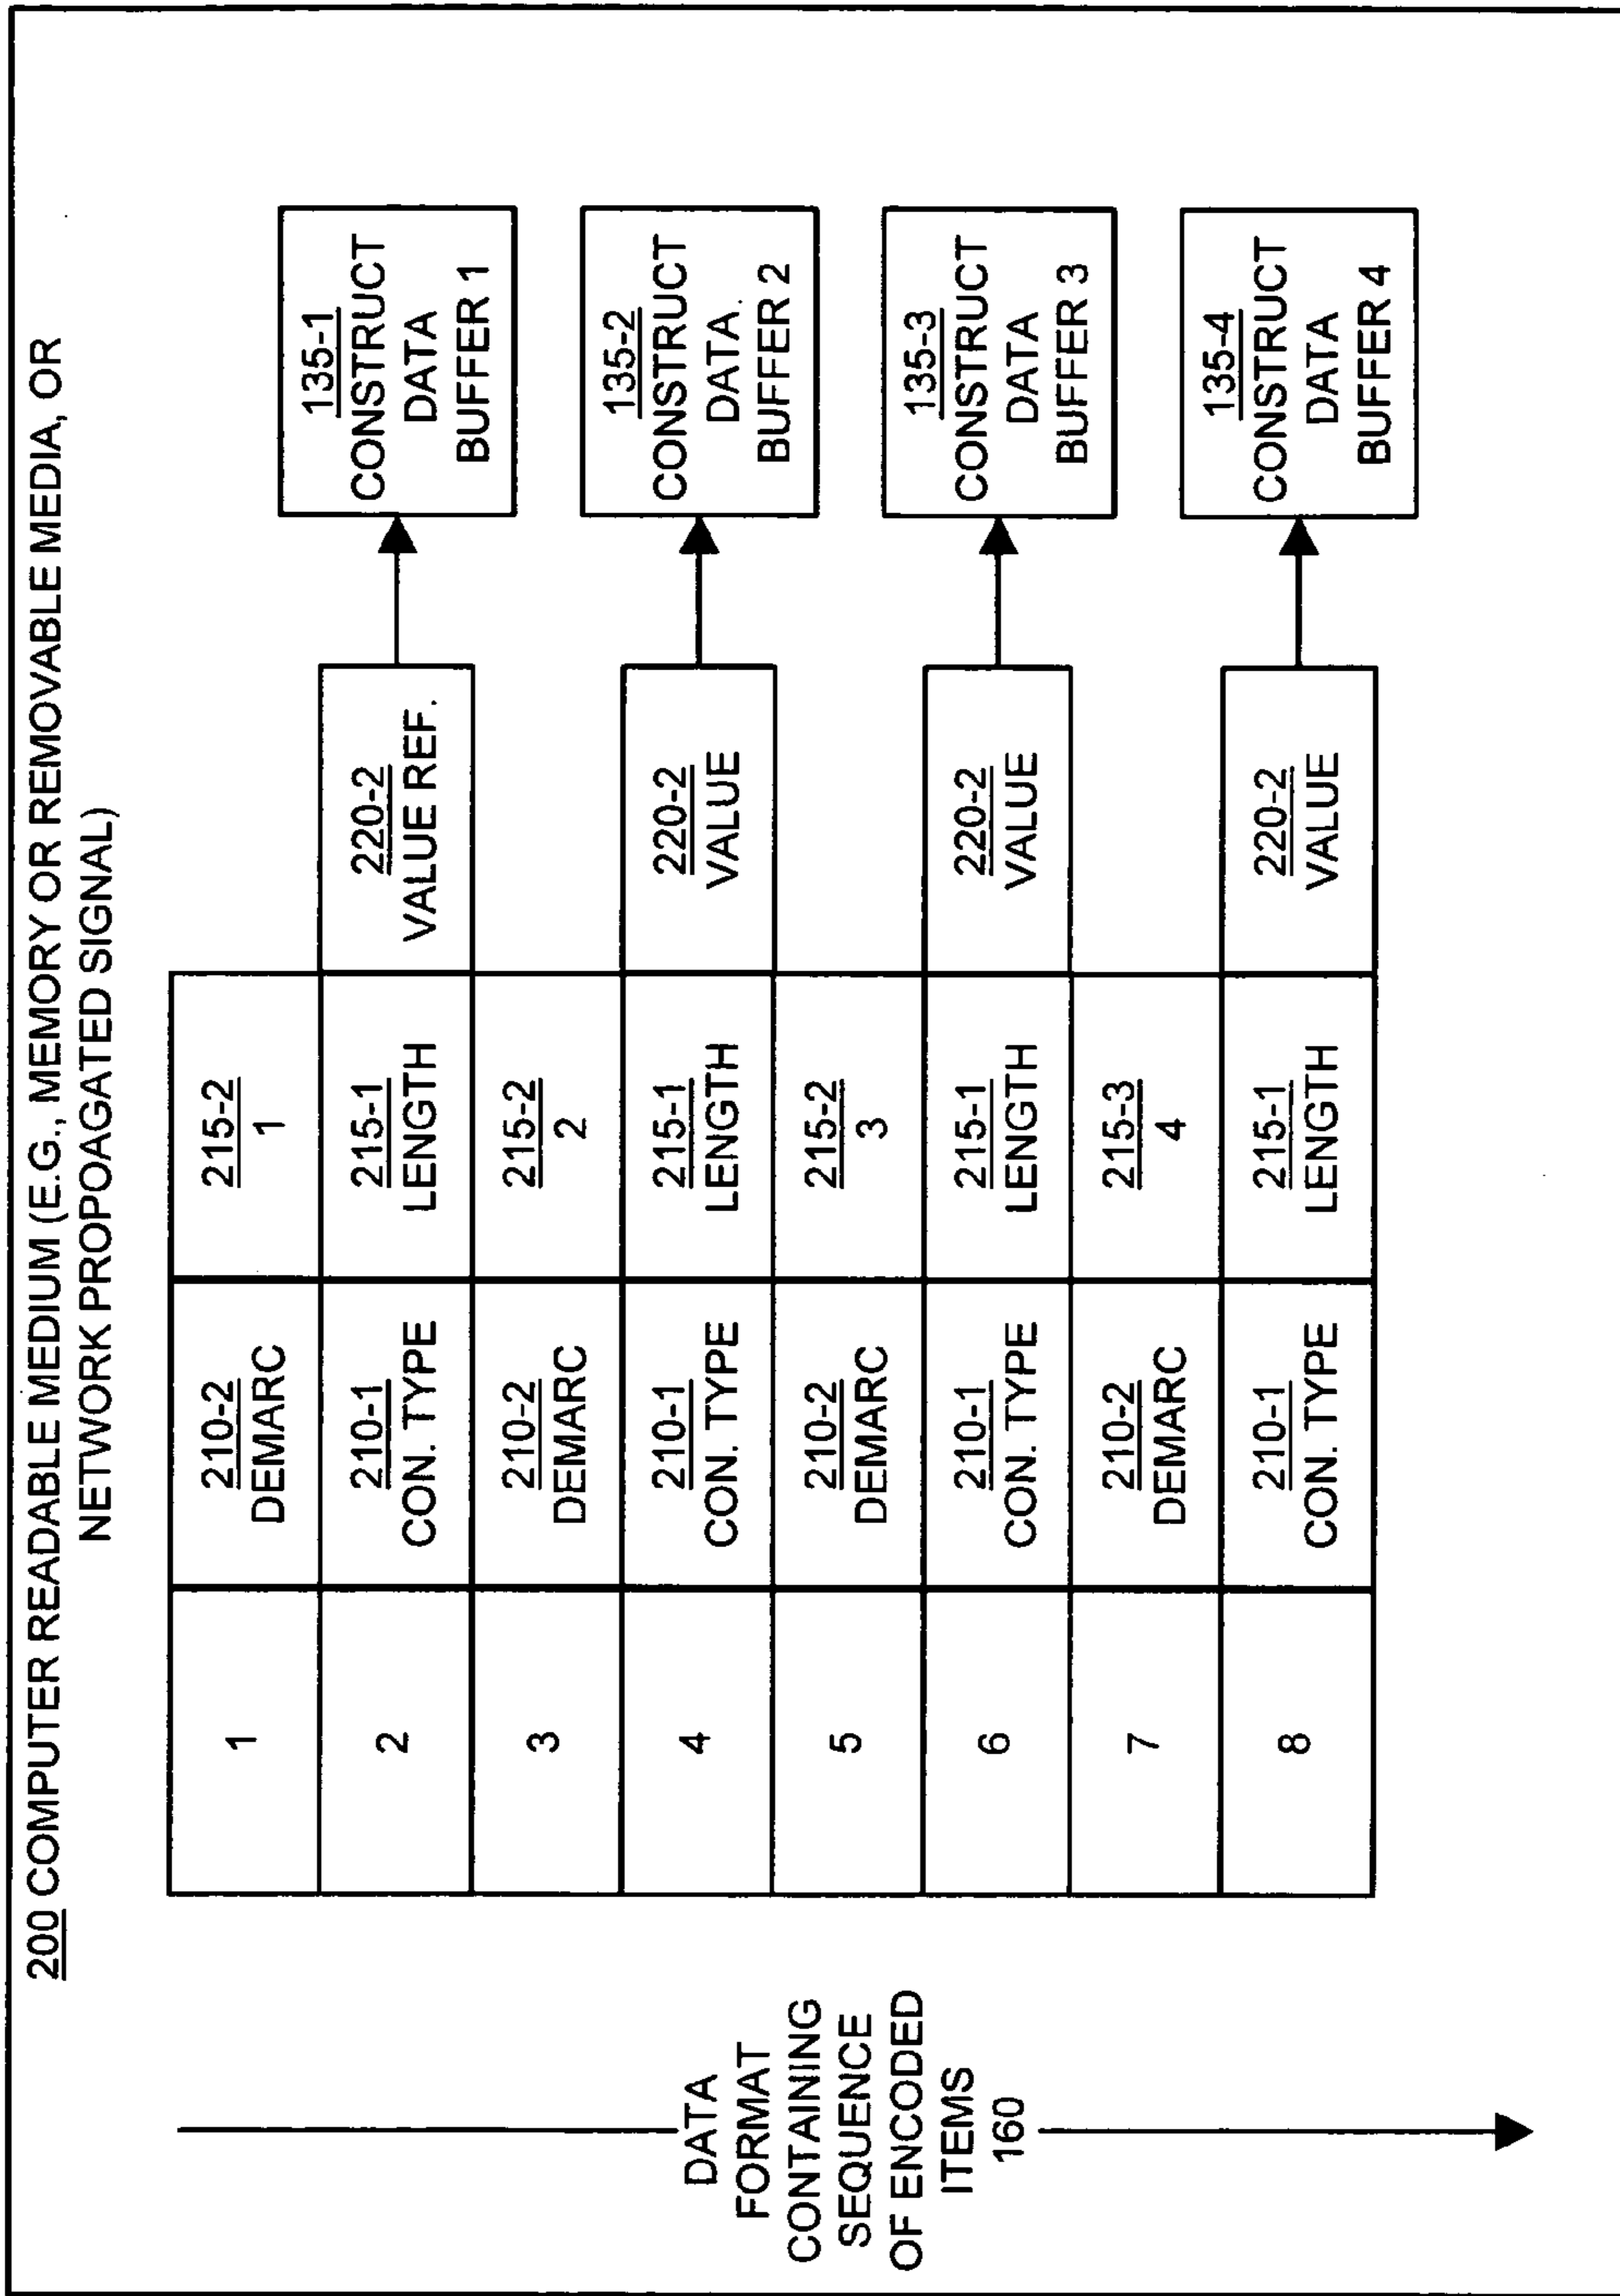 200 COMPUTER READABLE MEDIUM (E.G., MEMORY OR REMOVABLE MEDIA, OR
NETWORK PROPOAGATED SIGNAL)
DATA
FORMAT
CONTAINING
SEQUENCE
OF ENCODED
ITEMS
160
1
210-2
DEMARC
215-2
1
2
210-1
CON. TYPE
215-1
LENGTH
220-2
VALUE REF.
135-1
CONSTRUCT
DATA
BUFFER 1
3
210-2
DEMARC
215-2
2
4
210-1
CON. TYPE
215-1
LENGTH
220-2
VALUE
135-2
CONSTRUCT
DATA
BUFFER 2
5
210-2
DEMARC
215-2
3
6
210-1
CON. TYPE
215-1
LENGTH
220-2
VALUE
135-3
CONSTRUCT
DATA
BUFFER 3
7
210-2
DEMARC
215-3
4
8
210-1
CON. TYPE
215-1
LENGTH
220-2
VALUE
135-4
CONSTRUCT
DATA
BUFFER 4